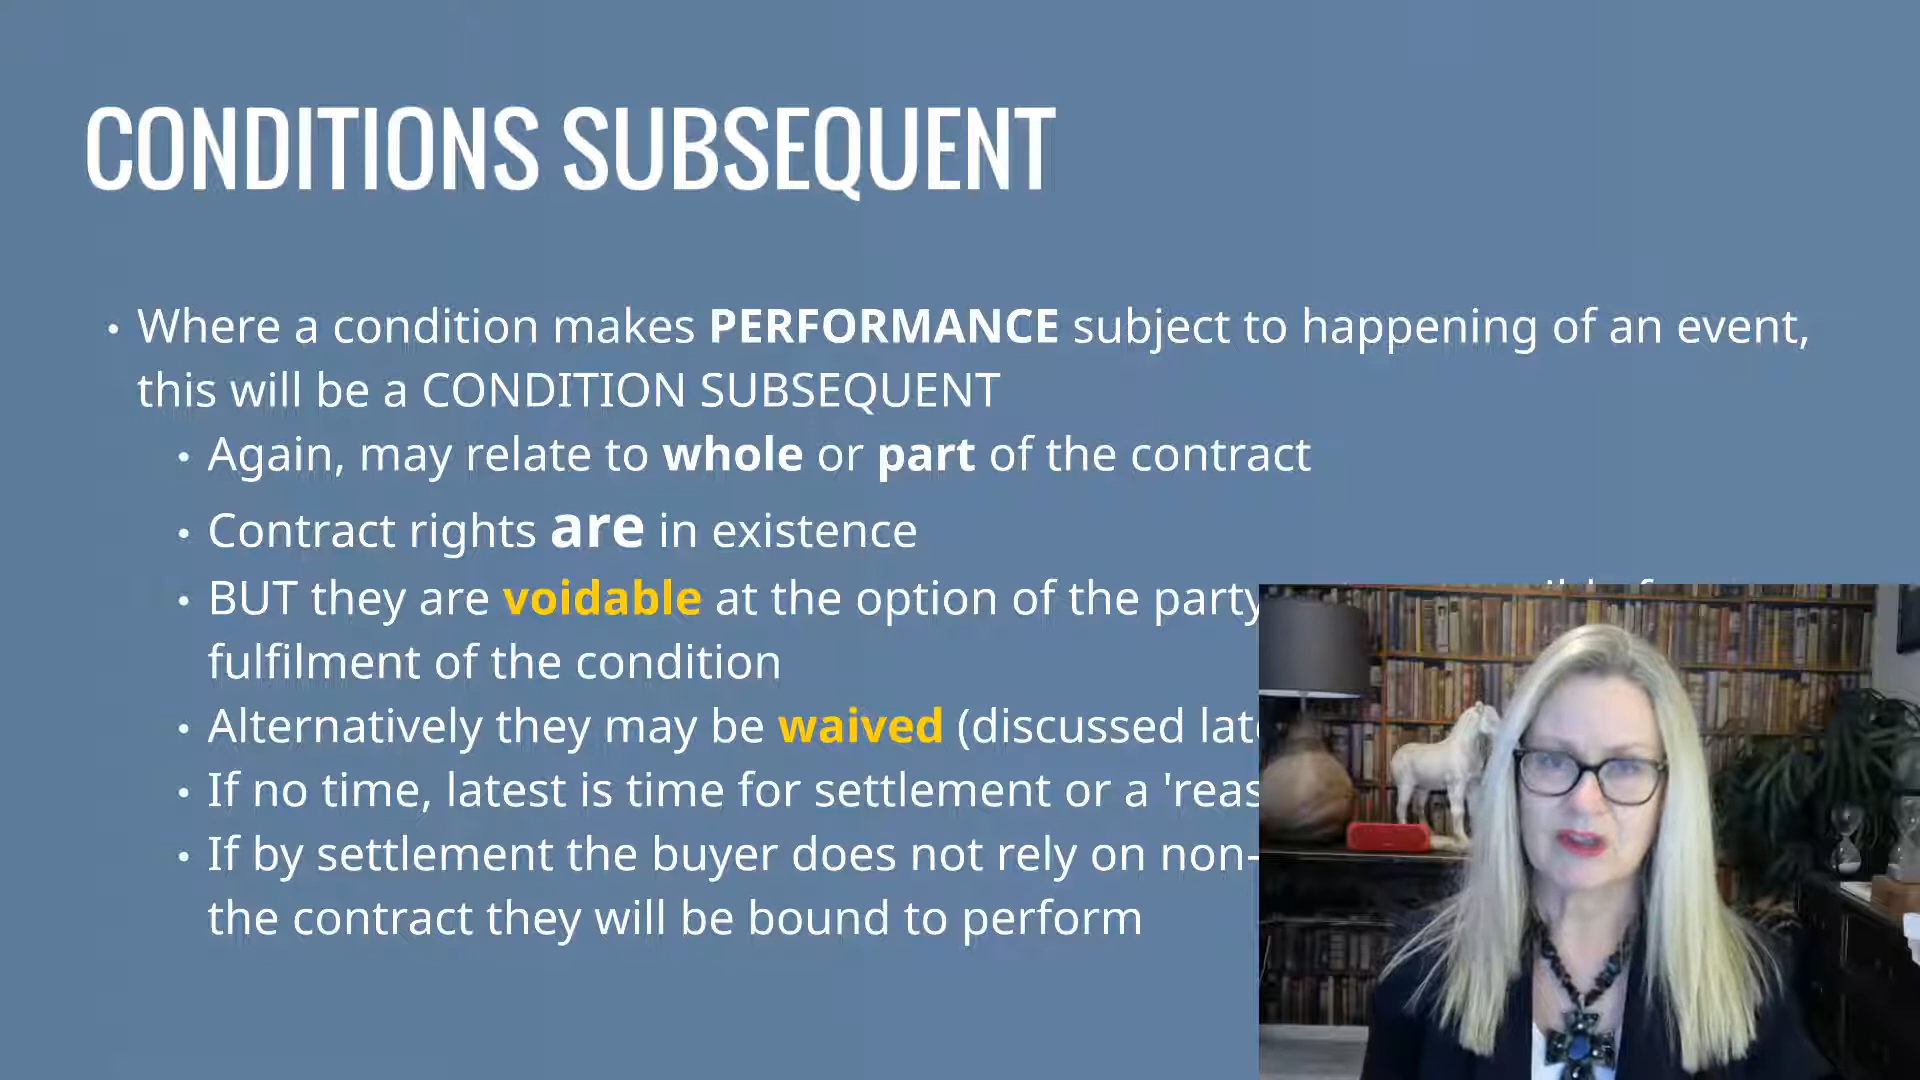 CONDITIONS SUBSEQUENT
• Where a condition makes PERFORMANCE subject to happening of an event,
this will be a CONDITION SUBSEQUENT
• Again, may relate to whole or part of the contract
• Contract rights are in existence
• BUT they are voidable at the option of the party
fulfilment of the condition
• Alternatively they may be waived (discussed
• If no time, latest is time for settlement or a
• If by settlement the buyer does not rely on non-
the contract they will be bound to perform